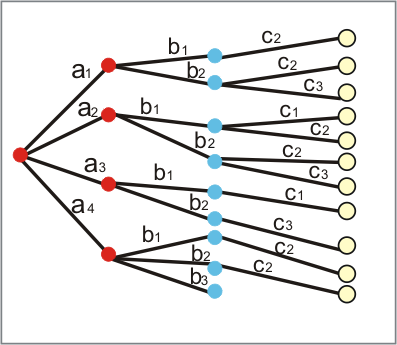 a1 b1 c2
b2 c2
c3
a2 b1 c1
c2
b2 c2
c3
a3 b1 c1
b2 c3
a4 b1 c2
b2 c2
b3